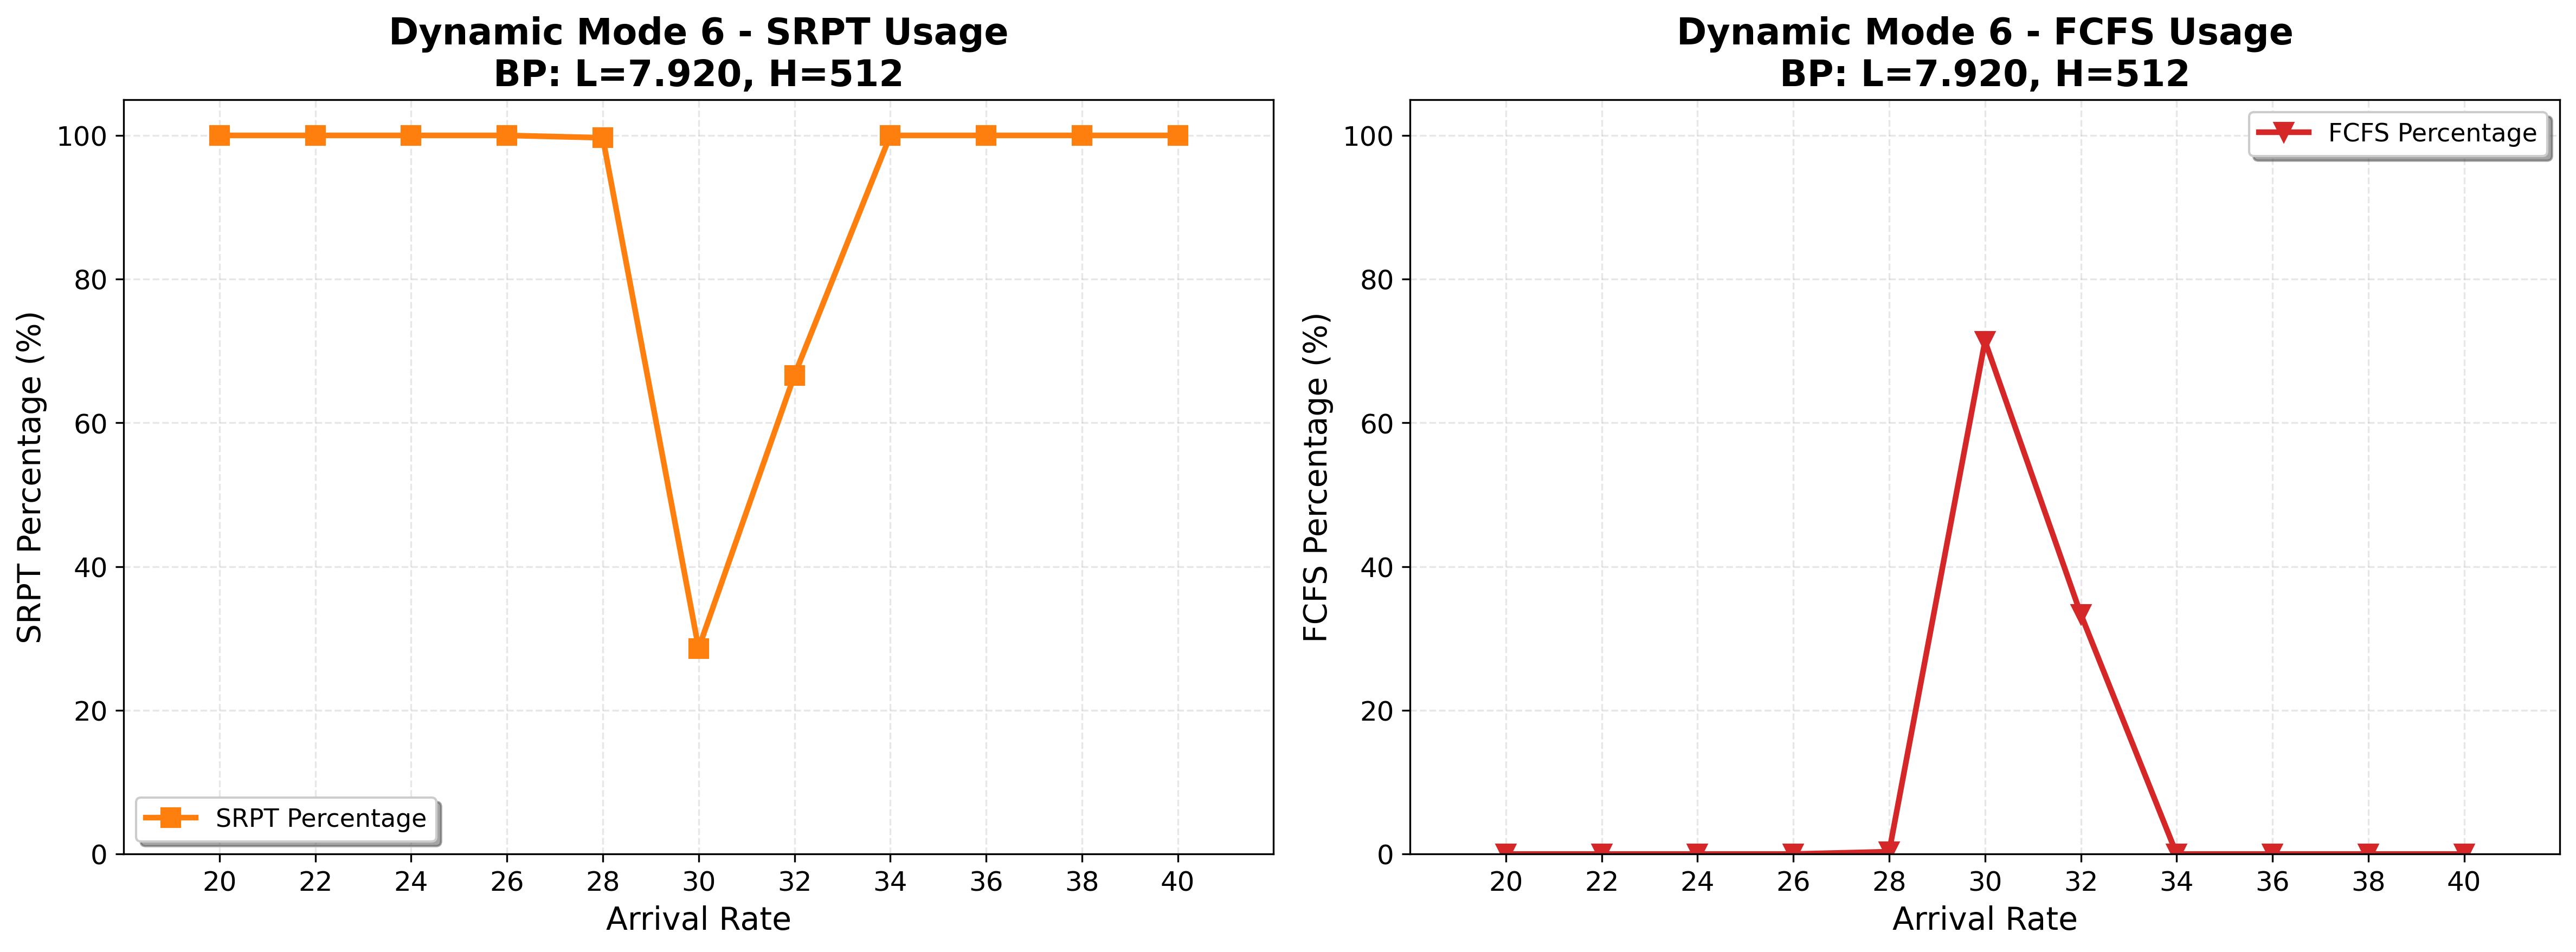 Dynamic Mode 6 - SRPT Usage
BP: L=7.920, H=512
SRPT Percentage (%)
100
80
60
40
20
0
SRPT Percentage
20 22 24 26 28 30 32 34 36 38 40
Arrival Rate
Dynamic Mode 6 - FCFS Usage
BP: L=7.920, H=512
FCFS Percentage (%)
100
80
60
40
20
0
FCFS Percentage
20 22 24 26 28 30 32 34 36 38 40
Arrival Rate